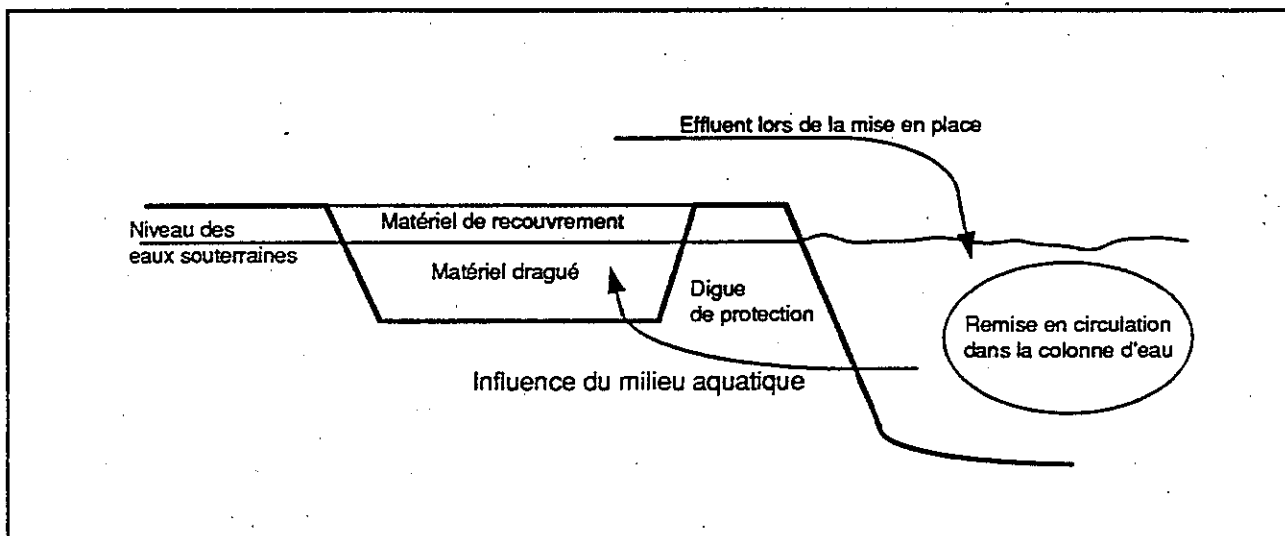 Effluent lors de la mise en place
Niveau des
eaux souterraines
Matériel de recouvrement
Matériel dragué
Digue
de protection
Remise en circulation
dans la colonne d'eau
Influence du milieu aquatique